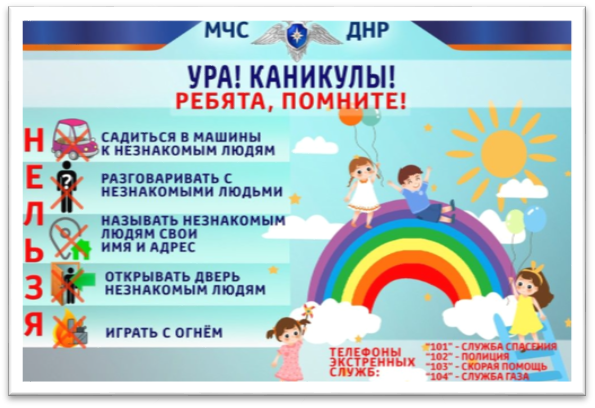 МЧС ДНР
УРА! КАНИКУЛЫ!
РЕБЯТА, ПОМНИТЕ!
НЕЛЬЗЯ
САДИТЬСЯ В МАШИНЫ
К НЕЗНАКОМЫМ ЛЮДЯМ
РАЗГОВАРИВАТЬ С
НЕЗНАКОМЫМИ ЛЮДЬМИ
НАЗЫВАТЬ НЕЗНАКОМЫМ
ЛЮДЯМ СВОИ
ИМЯ И АДРЕС
ОТКРЫВАТЬ ДВЕРЬ
НЕЗНАКОМЫМ ЛЮДЯМ
ИГРАТЬ С ОГНЁМ
ТЕЛЕФОНЫ
ЭКСТРЕННЫХ
СЛУЖБ:
"101" - СЛУЖБА СПАСЕНИЯ
"102" - ПОЛИЦИЯ
"103" - СКОРАЯ ПОМОЩЬ
"104" - СЛУЖБА ГАЗА